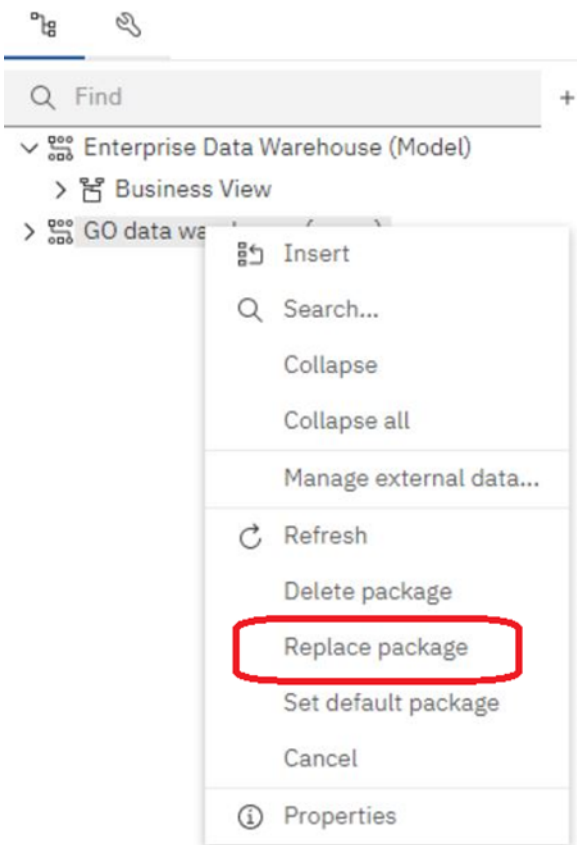 Find
Enterprise Data Warehouse (Model)
Business View
GO data wa
Insert
Search...
Collapse
Collapse all
Manage external data...
Refresh
Delete package
Replace package
Set default package
Cancel
Properties